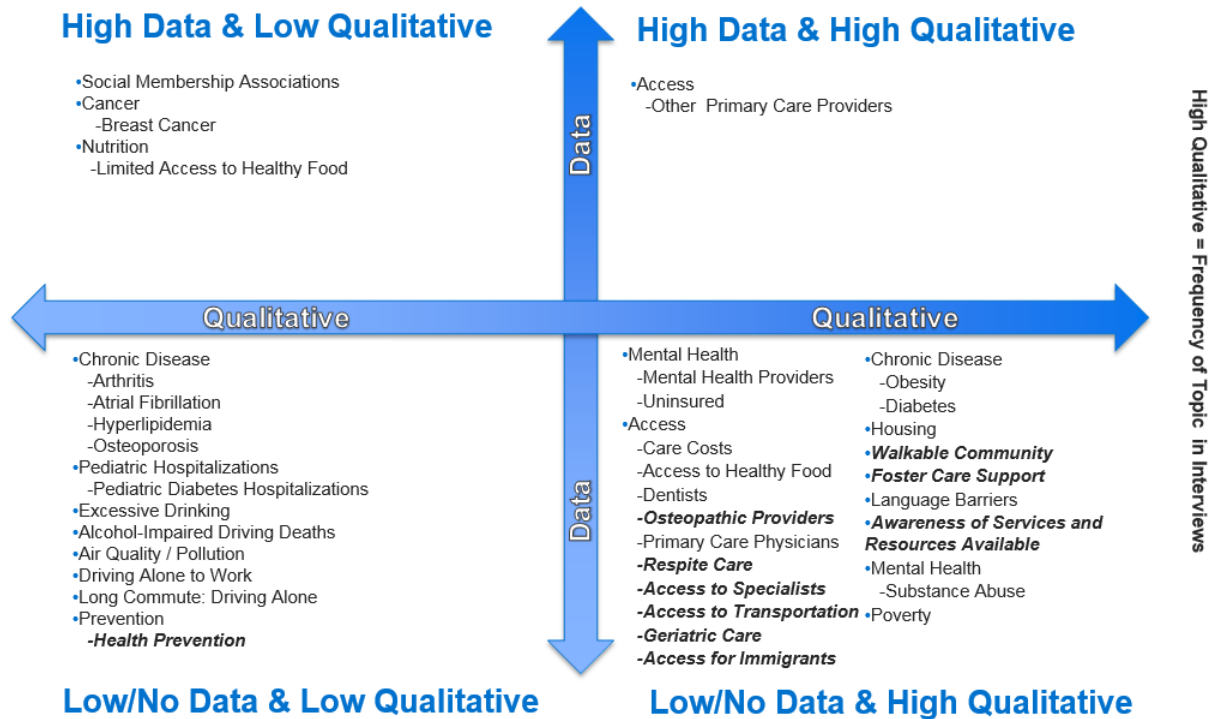 High Data & Low Qualitative
•Social Membership Associations
•Cancer
-Breast Cancer
•Nutrition
-Limited Access to Healthy Food
High Data & High Qualitative
•Access
-Other Primary Care Providers
Data
Qualitative
Qualitative
Data
•Chronic Disease
-Arthritis
-Atrial Fibrillation
-Hyperlipidemia
-Osteoporosis
•Pediatric Hospitalizations
-Pediatric Diabetes Hospitalizations
•Excessive Drinking
•Alcohol-Impaired Driving Deaths
•Air Quality / Pollution
•Driving Alone to Work
•Long Commute: Driving Alone
•Prevention
-Health Prevention
Low/No Data & Low Qualitative
•Mental Health
-Mental Health Providers
-Uninsured
•Access
-Care Costs
-Access to Healthy Food
-Dentists
-Osteopathic Providers
-Primary Care Physicians
-Respite Care
-Access to Specialists
-Access to Transportation
-Geriatric Care
-Access for Immigrants
•Chronic Disease
-Obesity
-Diabetes
•Housing
•Walkable Community
•Foster Care Support
•Language Barriers
•Awareness of Services and
Resources Available
•Mental Health
-Substance Abuse
•Poverty
Low/No Data & High Qualitative
High Qualitative = Frequency of Topic in Interviews